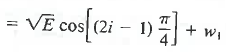 = √E cos[(2i − 1) π/4] + w₁